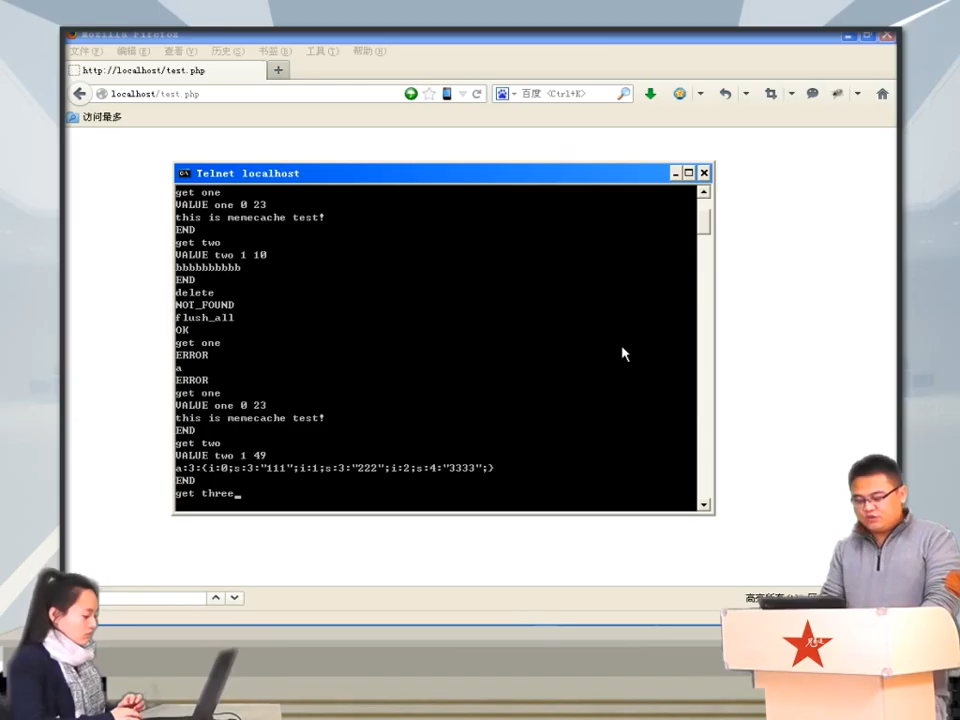 Mozilla Firefox
文件(F) 编辑(E) 查看(V) 历史(S) 书签(B) 工具(T) 帮助(H)
http://localhost/test.php
localhost/test.php
百度 <Ctrl+K>
访问最多
Telnet localhost
get one
VALUE one 0 23
this is memecache test!
END
get two
VALUE two 1 10
bbbbbbbbbb
END
delete
NOT_FOUND
flush_all
OK
get one
ERROR
a
ERROR
get one
VALUE one 0 23
this is memecache test!
END
get two
VALUE two 1 49
a:3:{i:0;s:3:"111";i:1;s:3:"222";i:2;s:4:"3333";}
END
get three_